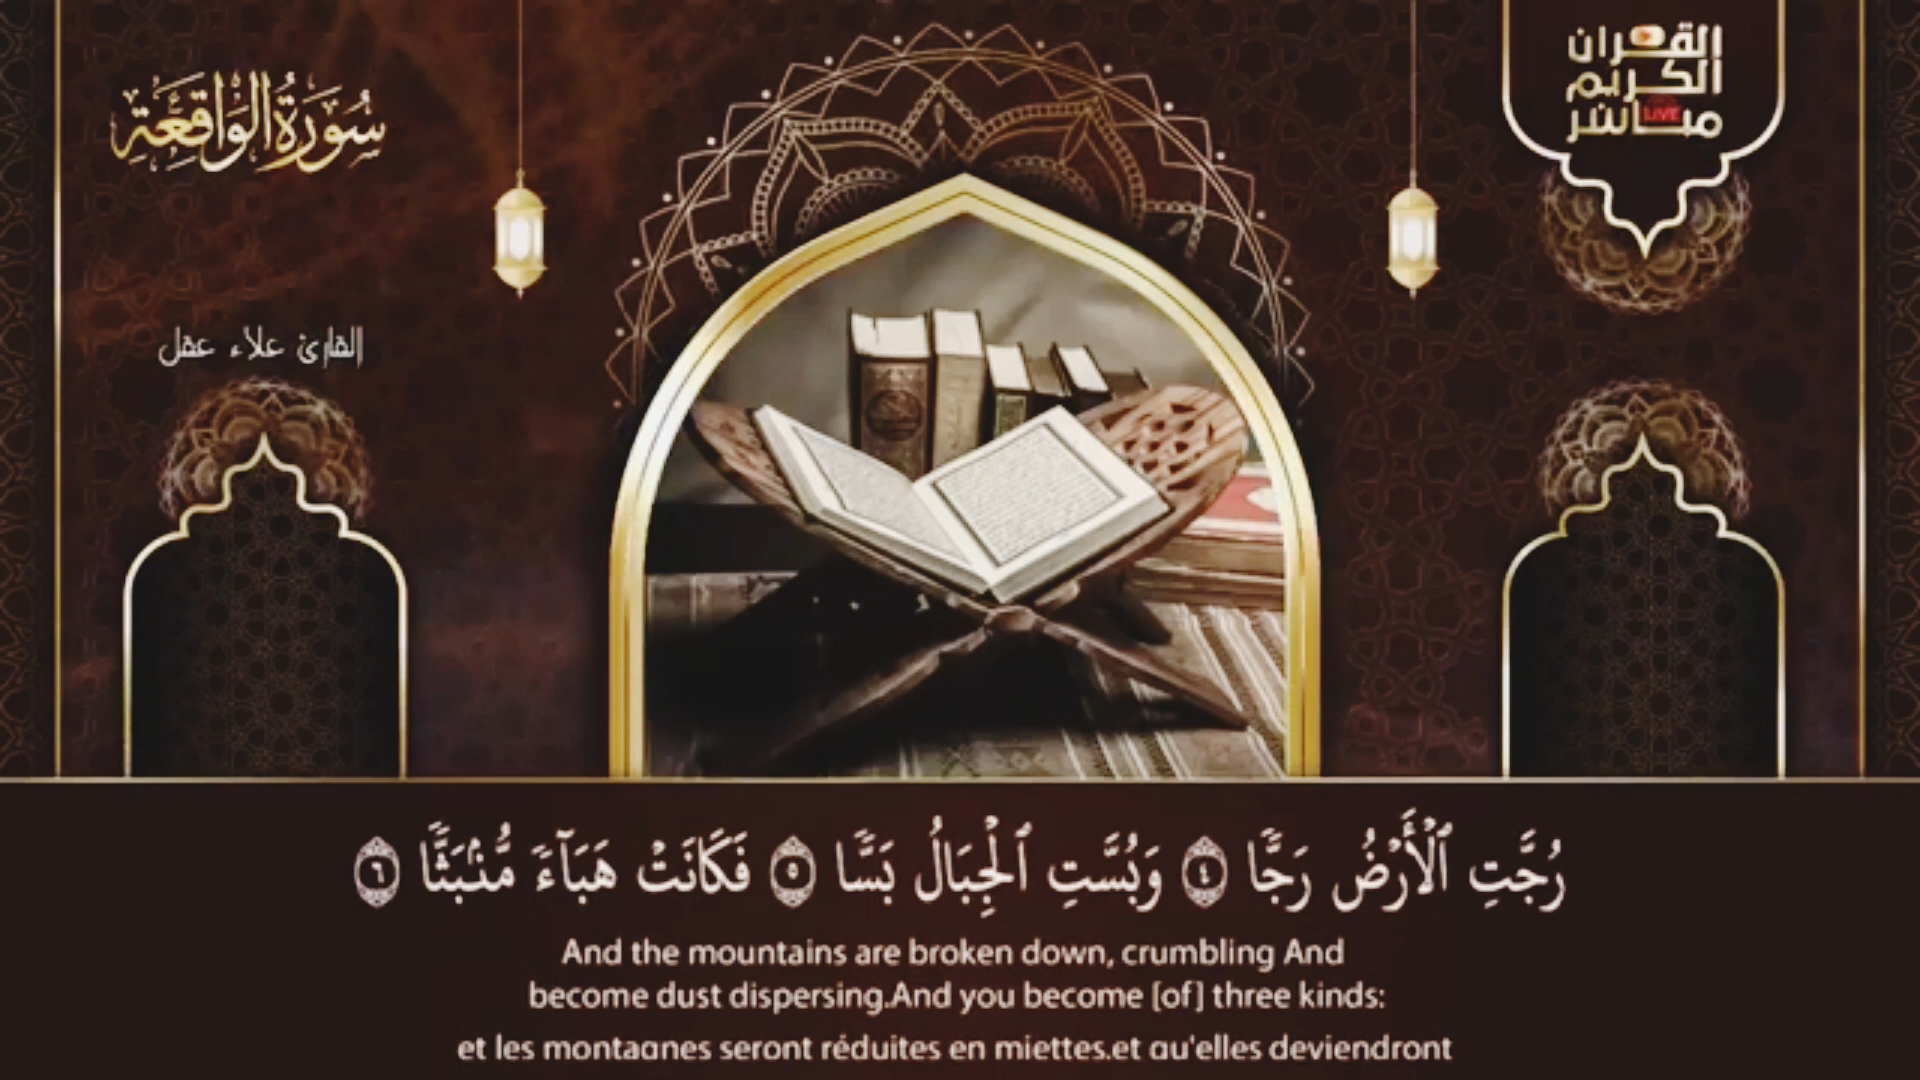 سُورَةُ الوَاقِعَةِ
القرآن
الكريم
مباشر
LIVE
القارئ علاء عقل
رُجَّتِ ٱلْأَرْضُ رَجًّا ٤ وَبُسَّتِ ٱلْجِبَالُ بَسًّا ٥ فَكَانَتْ هَبَآءً مُّنۢبَثًّا ٦
And the mountains are broken down, crumbling And
become dust dispersing.And you become [of] three kinds:
et les montagnes seront réduites en miettes.et qu'elles deviendront